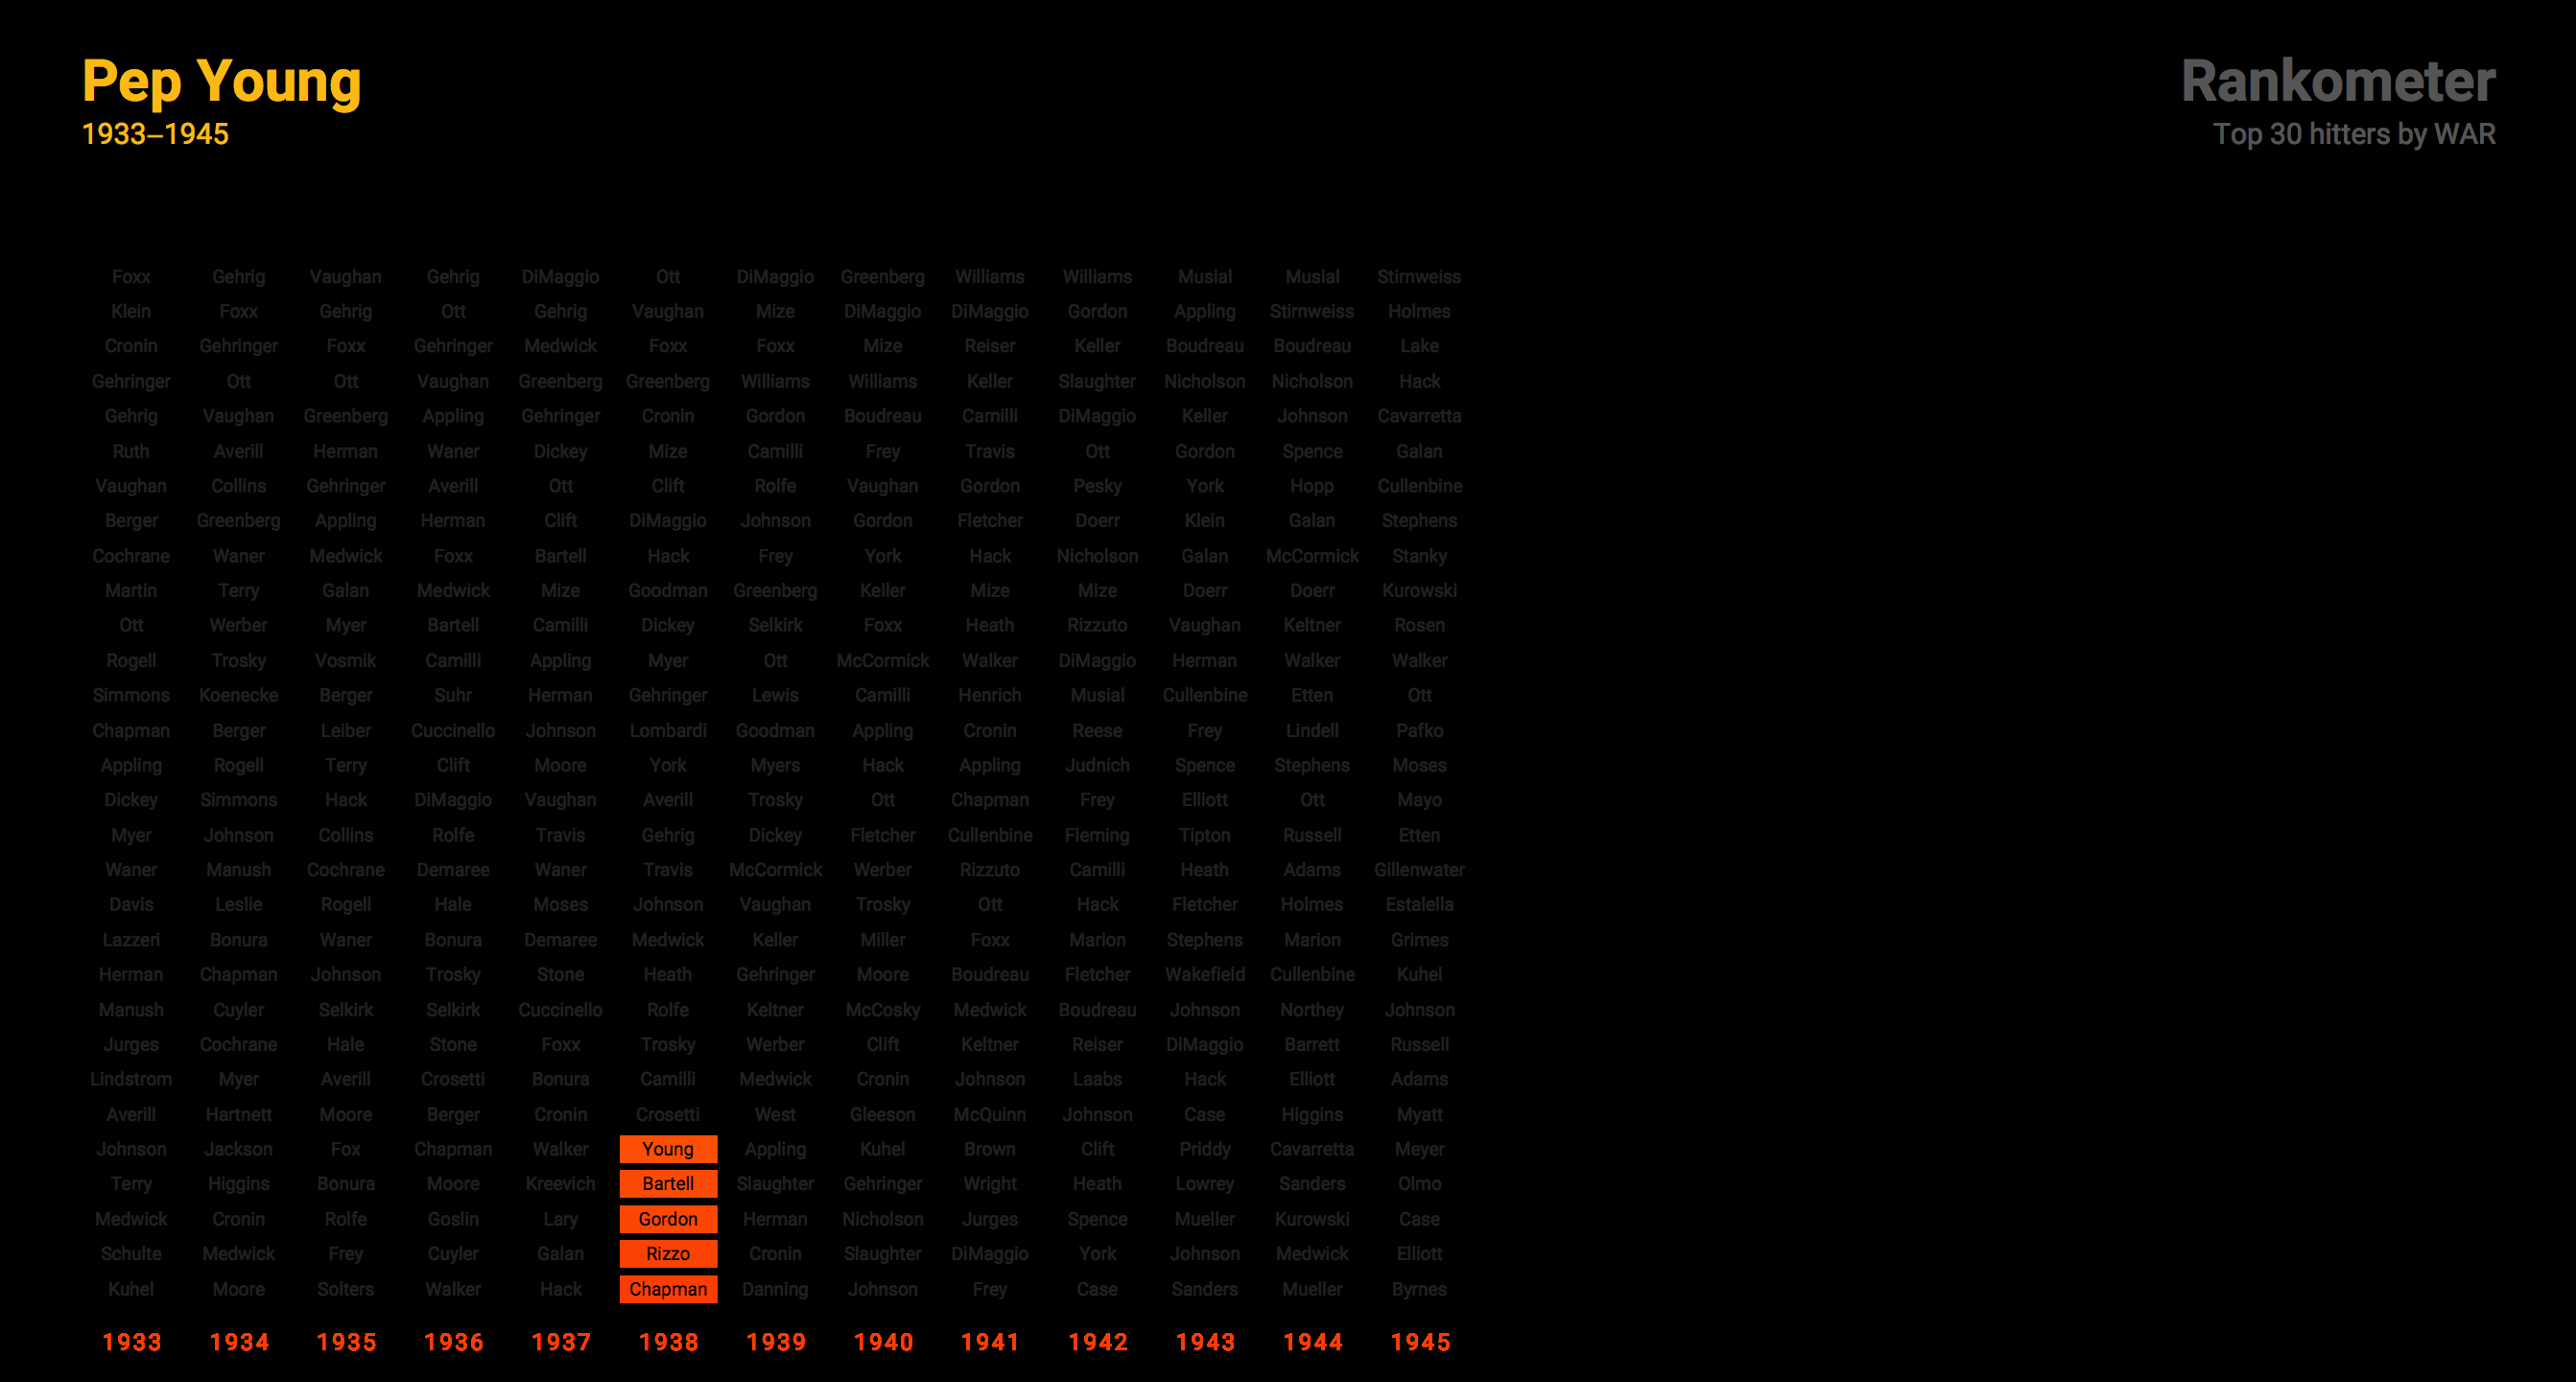 Pep Young
1933–1945
Rankometer
Top 30 hitters by WAR
Foxx Gehrig Vaughan Gehrig DiMaggio Ott DiMaggio Greenberg Williams Williams Musial Musial Stirnweiss
Klein Foxx Gehrig Ott Gehrig Vaughan Mize DiMaggio DiMaggio Gordon Appling Stirnweiss Holmes
Cronin Gehringer Foxx Gehringer Medwick Foxx Foxx Mize Reiser Keller Boudreau Boudreau Lake
Gehringer Ott Ott Vaughan Greenberg Greenberg Williams Williams Keller Slaughter Nicholson Nicholson Hack
Gehrig Vaughan Greenberg Appling Gehringer Cronin Gordon Boudreau Camilli DiMaggio Keller Johnson Cavarretta
Ruth Averill Herman Waner Dickey Mize Camilli Frey Travis Ott Gordon Spence Galan
Vaughan Collins Gehringer Averill Ott Clift Rolfe Vaughan Gordon Pesky York Hopp Cullenbine
Berger Greenberg Appling Herman Clift DiMaggio Johnson Gordon Fletcher Doerr Klein Galan Stephens
Cochrane Waner Medwick Foxx Bartell Hack Frey York Hack Nicholson Galan McCormick Stanky
Martin Terry Galan Medwick Mize Goodman Greenberg Keller Mize Mize Doerr Doerr Kurowski
Ott Werber Myer Bartell Camilli Dickey Selkirk Foxx Heath Rizzuto Vaughan Keltner Rosen
Rogell Trosky Vosmik Camilli Appling Myer Ott McCormick Walker DiMaggio Herman Walker Walker
Simmons Koenecke Berger Suhr Herman Gehringer Lewis Camilli Henrich Musial Cullenbine Etten Ott
Chapman Berger Leiber Cuccinello Johnson Lombardi Goodman Appling Cronin Reese Frey Lindell Pafko
Appling Rogell Terry Clift Moore York Myers Hack Appling Judnich Spence Stephens Moses
Dickey Simmons Hack DiMaggio Vaughan Averill Trosky Ott Chapman Frey Elliott Ott Mayo
Myer Johnson Collins Rolfe Travis Gehrig Dickey Fletcher Cullenbine Fleming Tipton Russell Etten
Waner Manush Cochrane Demaree Waner Travis McCormick Werber Rizzuto Camilli Heath Adams Gillenwater
Davis Leslie Rogell Hale Moses Johnson Vaughan Trosky Ott Hack Fletcher Holmes Estalella
Lazzeri Bonura Waner Bonura Demaree Medwick Keller Miller Foxx Marion Stephens Marion Grimes
Herman Chapman Johnson Trosky Stone Heath Gehringer Moore Boudreau Fletcher Wakefield Cullenbine Kuhel
Manush Cuyler Selkirk Selkirk Cuccinello Rolfe Keltner McCosky Medwick Boudreau Johnson Northey Johnson
Jurges Cochrane Hale Stone Foxx Trosky Werber Clift Keltner Reiser DiMaggio Barrett Russell
Lindstrom Myer Averill Crosetti Bonura Camilli Medwick Cronin Johnson Laabs Hack Elliott Adams
Averill Hartnett Moore Berger Cronin Crosetti West Gleeson McQuinn Johnson Case Higgins Myatt
Johnson Jackson Fox Chapman Walker Young Appling Kuhel Brown Clift Priddy Cavarretta Meyer
Terry Higgins Bonura Moore Kreevich Bartell Slaughter Gehringer Wright Heath Lowrey Sanders Olmo
Medwick Cronin Rolfe Goslin Lary Gordon Herman Nicholson Jurges Spence Mueller Kurowski Case
Schulte Medwick Frey Cuyler Galan Rizzo Cronin Slaughter DiMaggio York Johnson Medwick Elliott
Kuhel Moore Solters Walker Hack Chapman Danning Johnson Frey Case Sanders Mueller Byrnes
1933 1934 1935 1936 1937 1938 1939 1940 1941 1942 1943 1944 1945